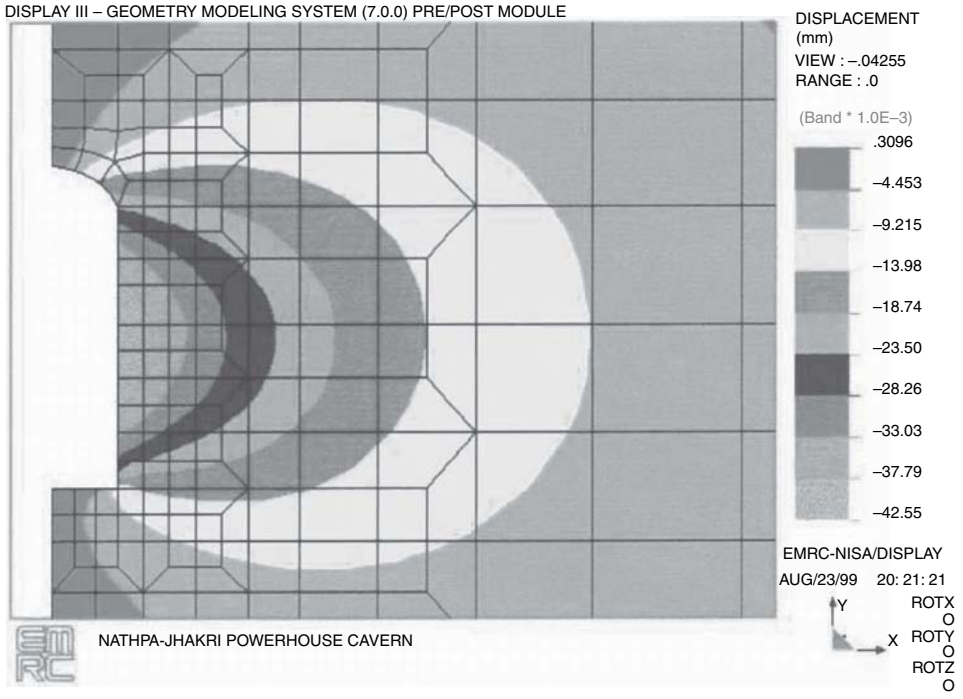 DISPLAY III – GEOMETRY MODELING SYSTEM (7.0.0) PRE/POST MODULE
DISPLACEMENT
(mm)
VIEW : –.04255
RANGE : .0
(Band * 1.0E–3)
.3096
–4.453
–9.215
–13.98
–18.74
–23.50
–28.26
–33.03
–37.79
–42.55
EMRC-NISA/DISPLAY
AUG/23/99 20: 21: 21
Y
X
ROTX
O
ROTY
O
ROTZ
O
EMRC
NATHPA-JHAKRI POWERHOUSE CAVERN